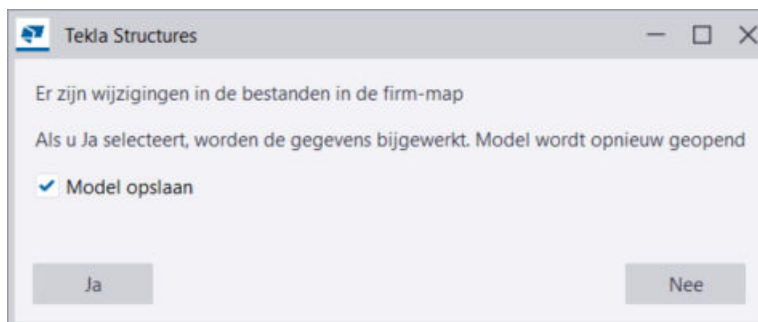 Tekla Structures
Er zijn wijzigingen in de bestanden in de firm-map
Als u Ja selecteert, worden de gegevens bijgewerkt. Model wordt opnieuw geopend
Model opslaan
Ja
Nee